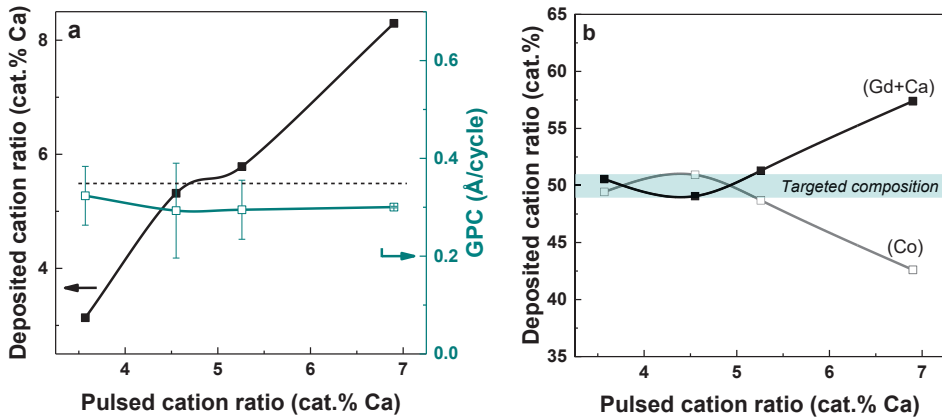 a
Deposited cation ratio (cat.% Ca)
8
6
4
4
5
6
7
Pulsed cation ratio (cat.% Ca)
0.6
0.4
0.2
0.0
GPC (Å/cycle)
b
Deposited cation ratio (cat.%)
65
60
55
50
45
40
35
(Gd+Ca)
Targeted composition
(Co)
3
4
5
6
7
Pulsed cation ratio (cat.% Ca)